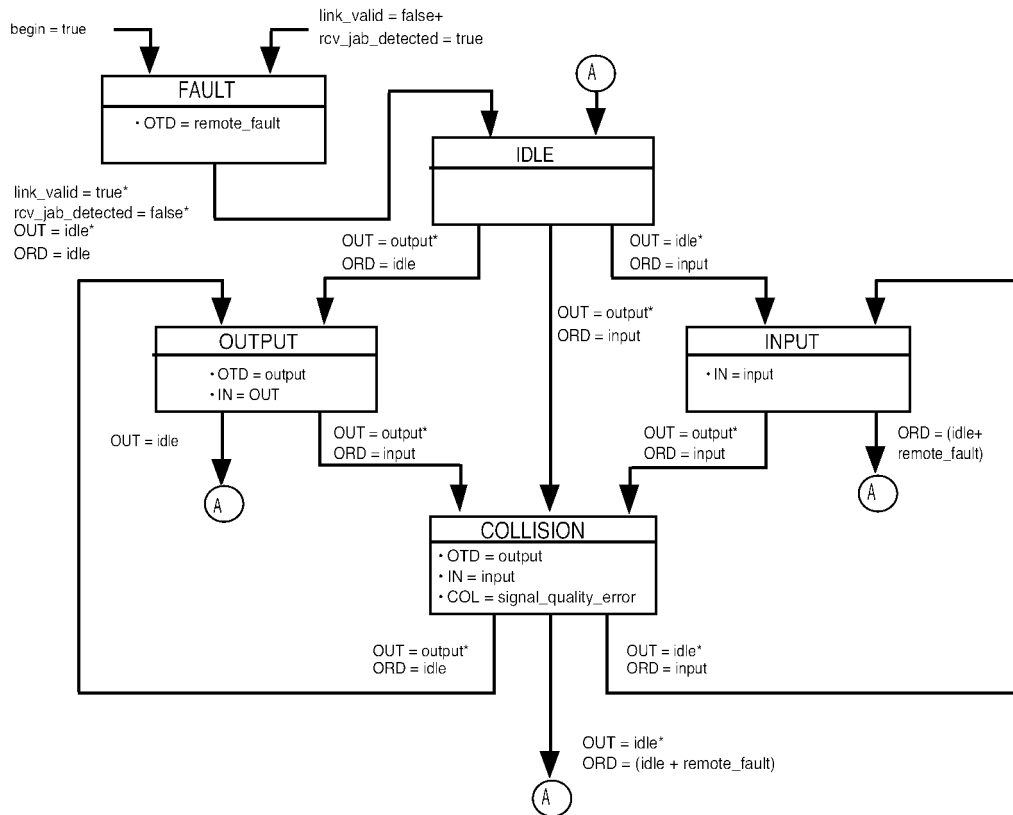 begin = true
link_valid = false+
rcv_jab_detected = true
A
FAULT
• OTD = remote_fault
IDLE
link_valid = true*
rcv_jab_detected = false*
OUT = idle*
ORD = idle
OUT = output*
ORD = idle
OUT = idle*
ORD = input
OUT = output*
ORD = input
OUTPUT
• OTD = output
• IN = OUT
INPUT
• IN = input
OUT = idle
OUT = output*
ORD = input
OUT = output*
ORD = input
ORD = (idle+
remote_fault)
A
A
COLLISION
• OTD = output
• IN = input
• COL = signal_quality_error
OUT = output*
ORD = idle
OUT = idle*
ORD = input
OUT = idle*
ORD = (idle + remote_fault)
A